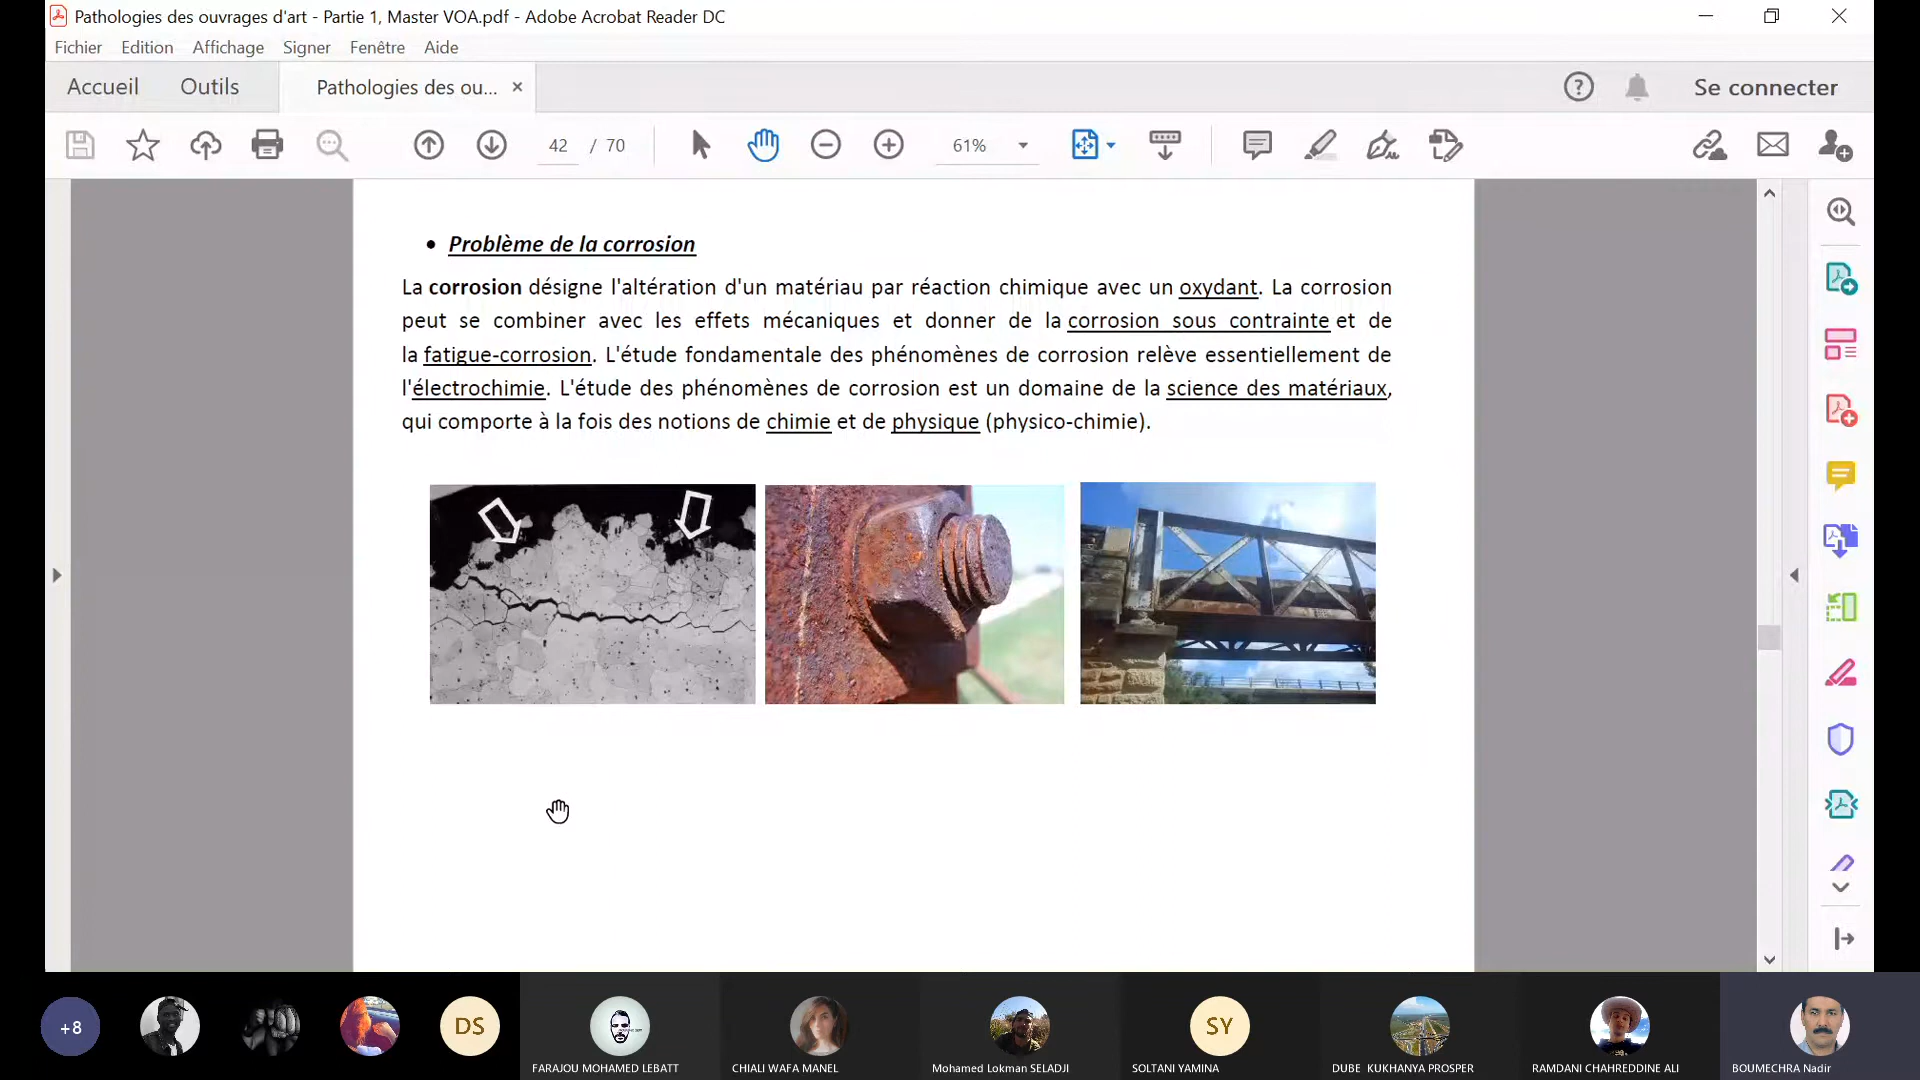 Pathologies des ouvrages d'art - Partie 1, Master VOA.pdf - Adobe Acrobat Reader DC
Fichier Edition Affichage Signer Fenêtre Aide
Accueil Outils Pathologies des ou... × Se connecter
42 / 70 61%
• Problème de la corrosion
La corrosion désigne l'altération d'un matériau par réaction chimique avec un oxydant. La corrosion
peut se combiner avec les effets mécaniques et donner de la corrosion sous contrainte et de
la fatigue-corrosion. L'étude fondamentale des phénomènes de corrosion relève essentiellement de
l'électrochimie. L'étude des phénomènes de corrosion est un domaine de la science des matériaux,
qui comporte à la fois des notions de chimie et de physique (physico-chimie).
+8 DS SY
FARAJOU MOHAMED LEBATT CHIALI WAFA MANEL Mohamed Lokman SELADJI SOLTANI YAMINA DUBE KUKHANYA PROSPER RAMDANI CHAHREDDINE ALI BOUMECHRA Nadir